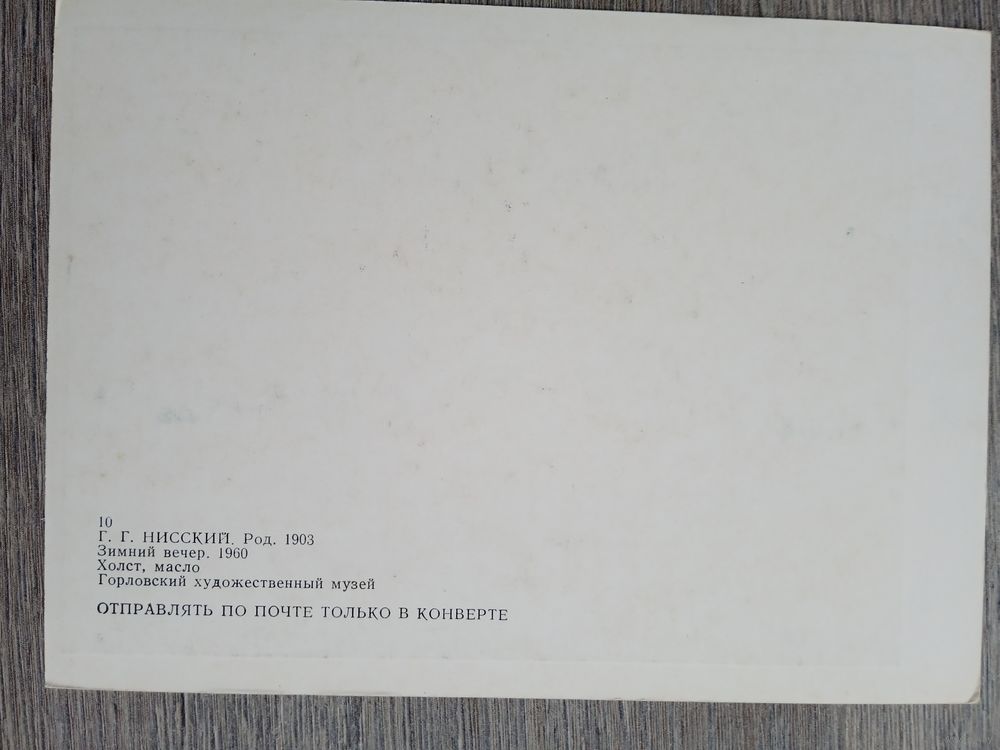 10
Г. Г. НИССКИЙ. Род. 1903
Зимний вечер. 1960
Холст, масло
Горловский художественный музей
ОТПРАВЛЯТЬ ПО ПОЧТЕ ТОЛЬКО В КОНВЕРТЕ